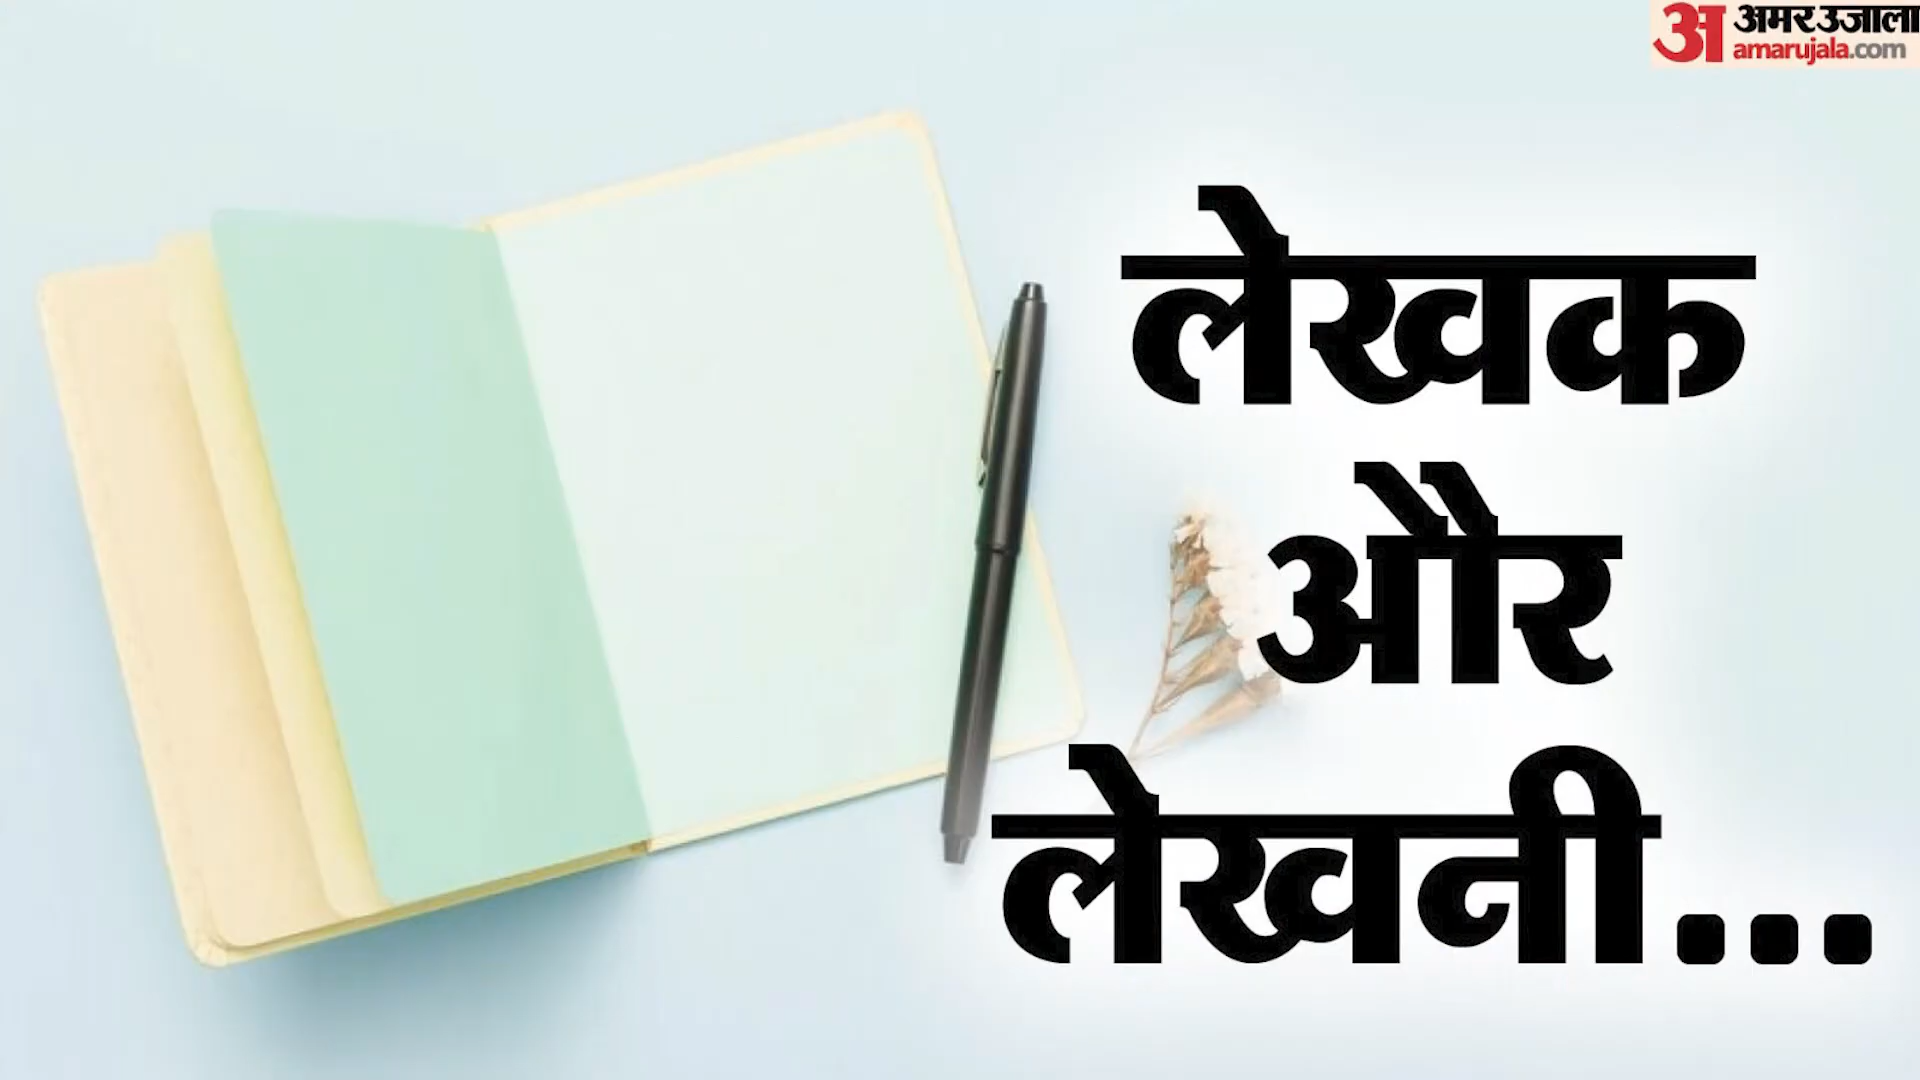 अ अमर उजाला
amarujala.com
लेखक
और
लेखनी...